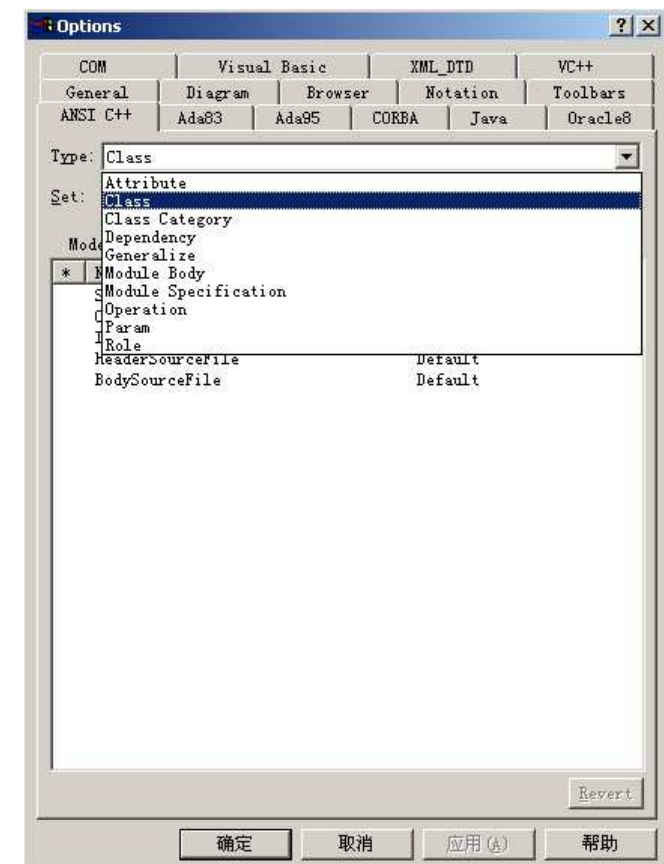 Options
COM Visual Basic XML_DTD VC++
General Diagram Browser Notation Toolbars
ANSI C++ Ada83 Ada95 CORBA Java Oracle8
Type: Class
Attribute
Set: Class
Class Category
Dependency
Generalize
* Module Body
Module Specification
Operation
Param
Role
HeaderSourceFile Default
BodySourceFile Default
Revert
确定 取消 应用(A) 帮助